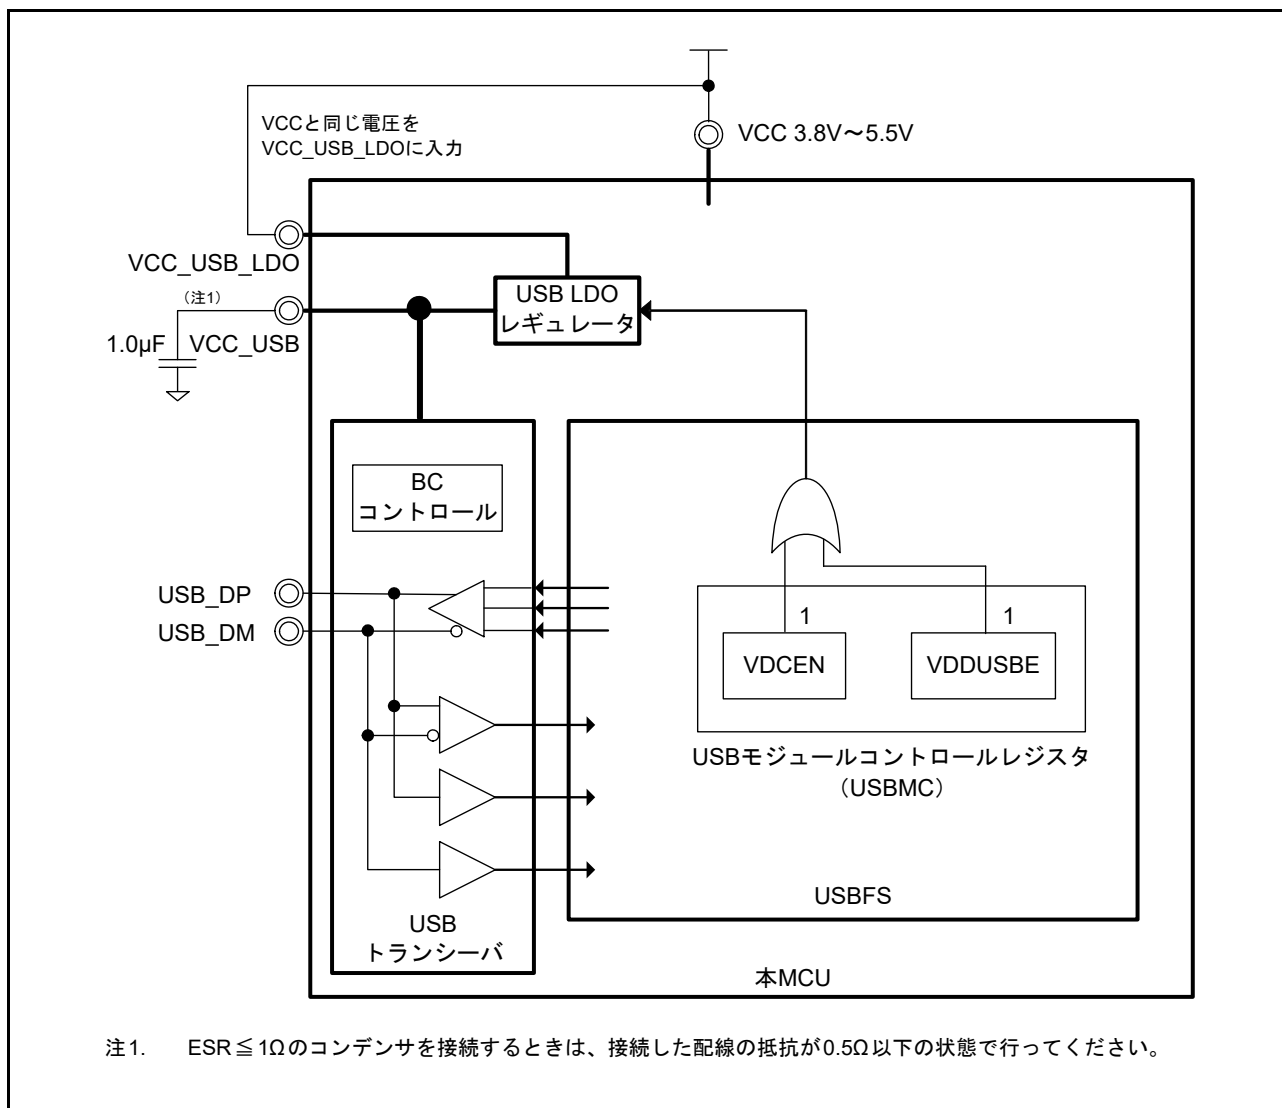 VCCと同じ電圧を
VCC_USB_LDOに入力
VCC 3.8V～5.5V
VCC_USB_LDO
（注1）
1.0µF
VCC_USB
USB LDO
レギュレータ
BC
コントロール
USB_DP
USB_DM
1
1
VDCEN
VDDUSBE
USBモジュールコントロールレジスタ
（USBMC）
USBFS
USB
トランシーバ
本MCU
注1. ESR≦1Ωのコンデンサを接続するときは、接続した配線の抵抗が0.5Ω以下の状態で行ってください。